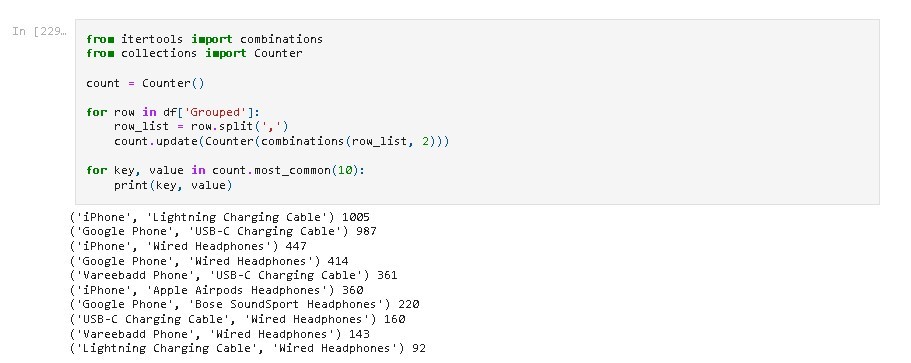 In [229…
from itertools import combinations
from collections import Counter
count = Counter()
for row in df['Grouped']:
    row_list = row.split(',')
    count.update(Counter(combinations(row_list, 2)))
for key, value in count.most_common(10):
    print(key, value)
('iPhone', 'Lightning Charging Cable') 1005
('Google Phone', 'USB-C Charging Cable') 987
('iPhone', 'Wired Headphones') 447
('Google Phone', 'Wired Headphones') 414
('Vareebadd Phone', 'USB-C Charging Cable') 361
('iPhone', 'Apple Airpods Headphones') 360
('Google Phone', 'Bose SoundSport Headphones') 220
('USB-C Charging Cable', 'Wired Headphones') 160
('Vareebadd Phone', 'Wired Headphones') 143
('Lightning Charging Cable', 'Wired Headphones') 92